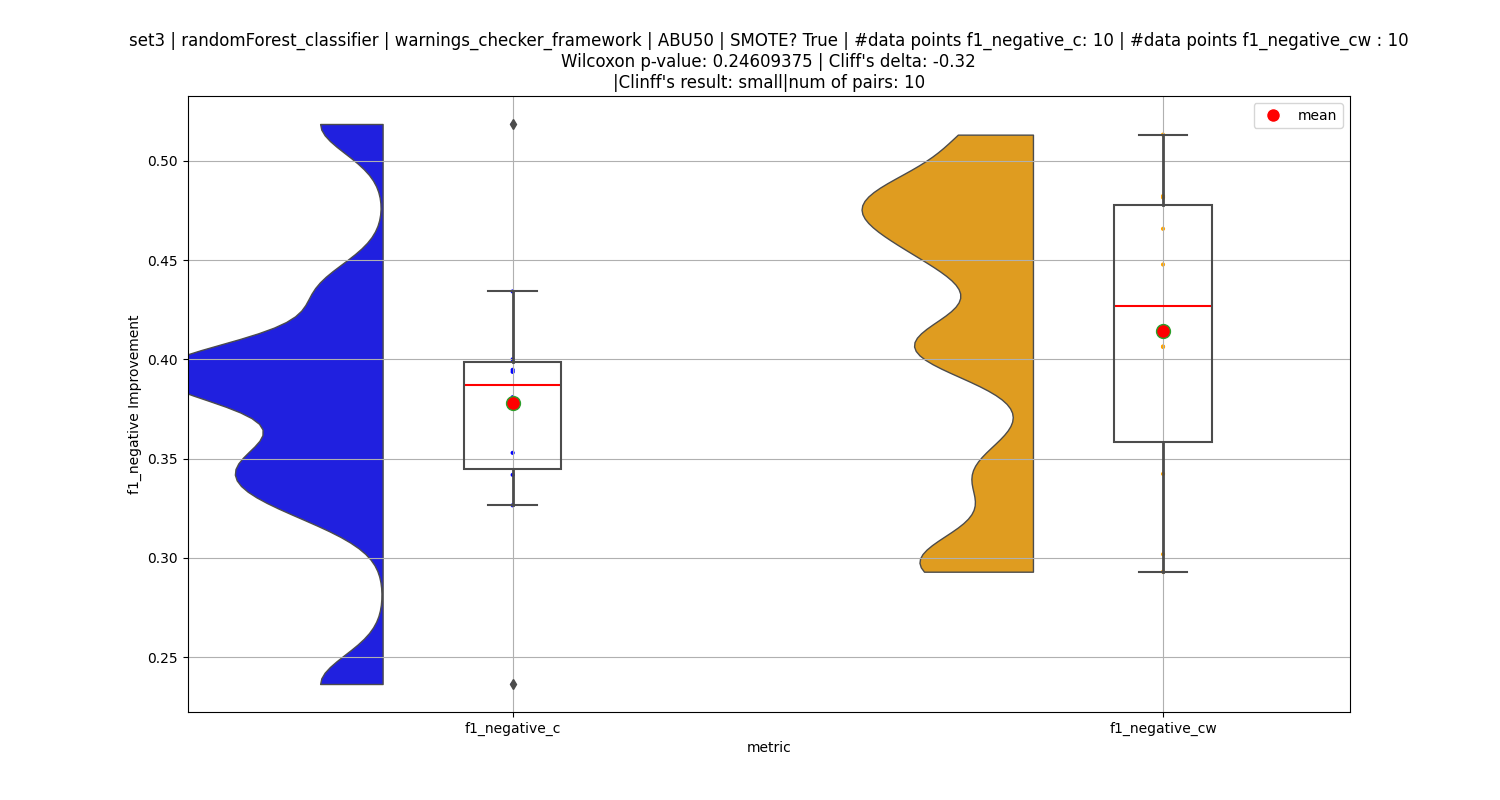 set3 | randomForest_classifier | warnings_checker_framework | ABU50 | SMOTE? True | #data points f1_negative_c: 10 | #data points f1_negative_cw : 10
Wilcoxon p-value: 0.24609375 | Cliff's delta: -0.32
|Clinff's result: small|num of pairs: 10
mean
0.50
0.45
0.40
0.35
0.30
0.25
f1_negative Improvement
f1_negative_c
f1_negative_cw
metric